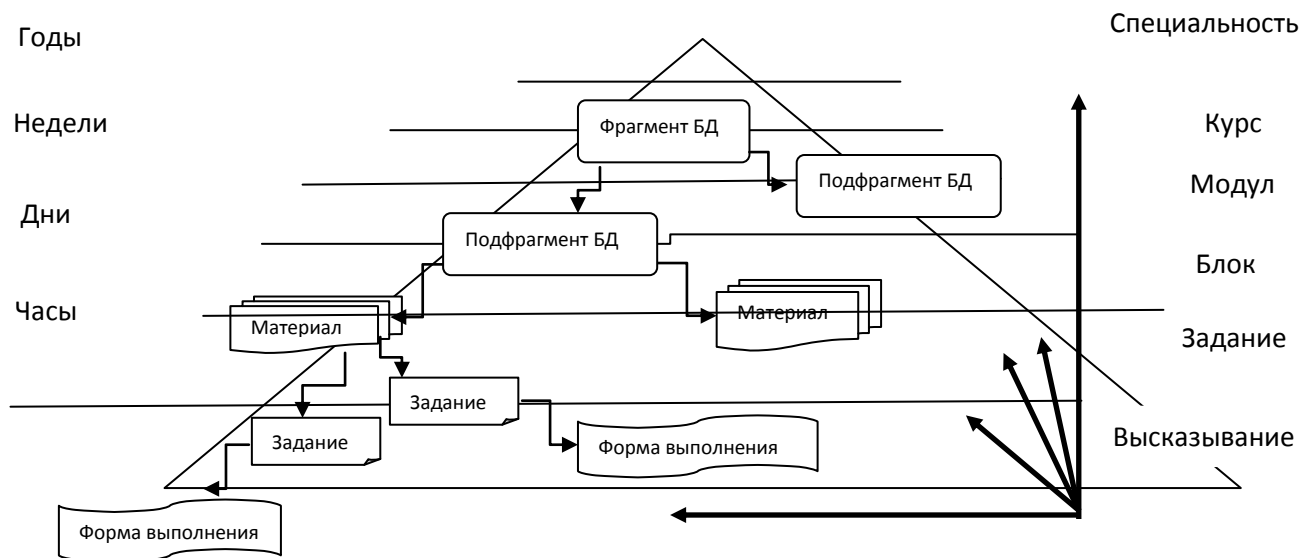 Специальность
Годы
Недели
Фрагмент БД
Курс
Подфрагмент БД
Модул
Дни
Подфрагмент БД
Блок
Часы
Материал
Материал
Задание
Задание
Задание
Форма выполнения
Высказывание
Форма выполнения